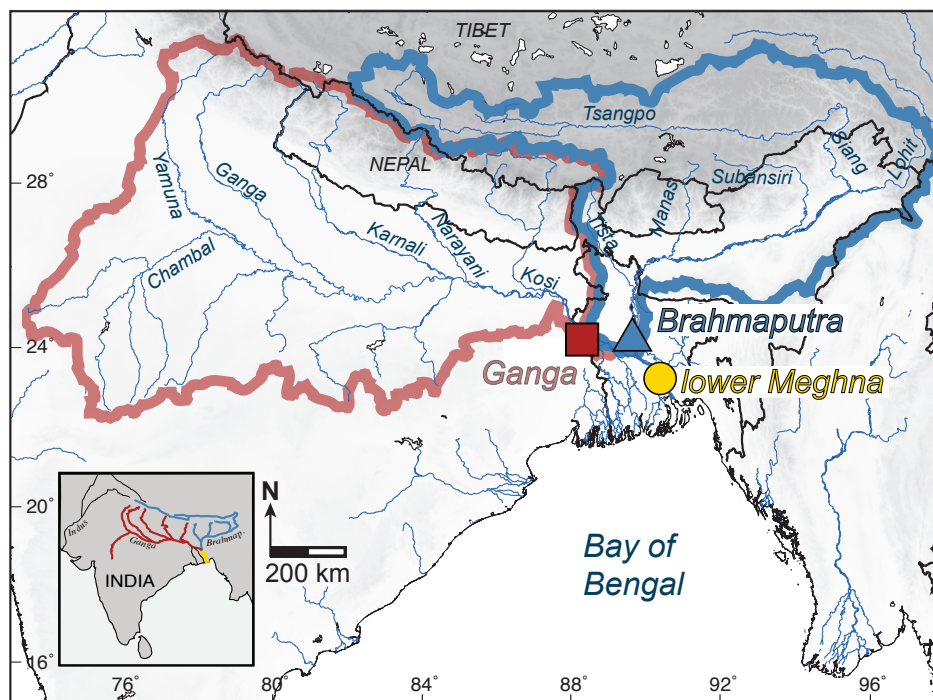 TIBET
Tsangpo
Siang
Lohit
NEPAL
28°
Yamuna
Ganga
Subansiri
Manas
Tista
Karnali
Narayani
Chambal
Kosi
Brahmaputra
24°
Ganga
lower Meghna
Indus
Ganga
Brahmap.
INDIA
N
200 km
20°
Bay of
Bengal
16°
76
80
84
88
92
96